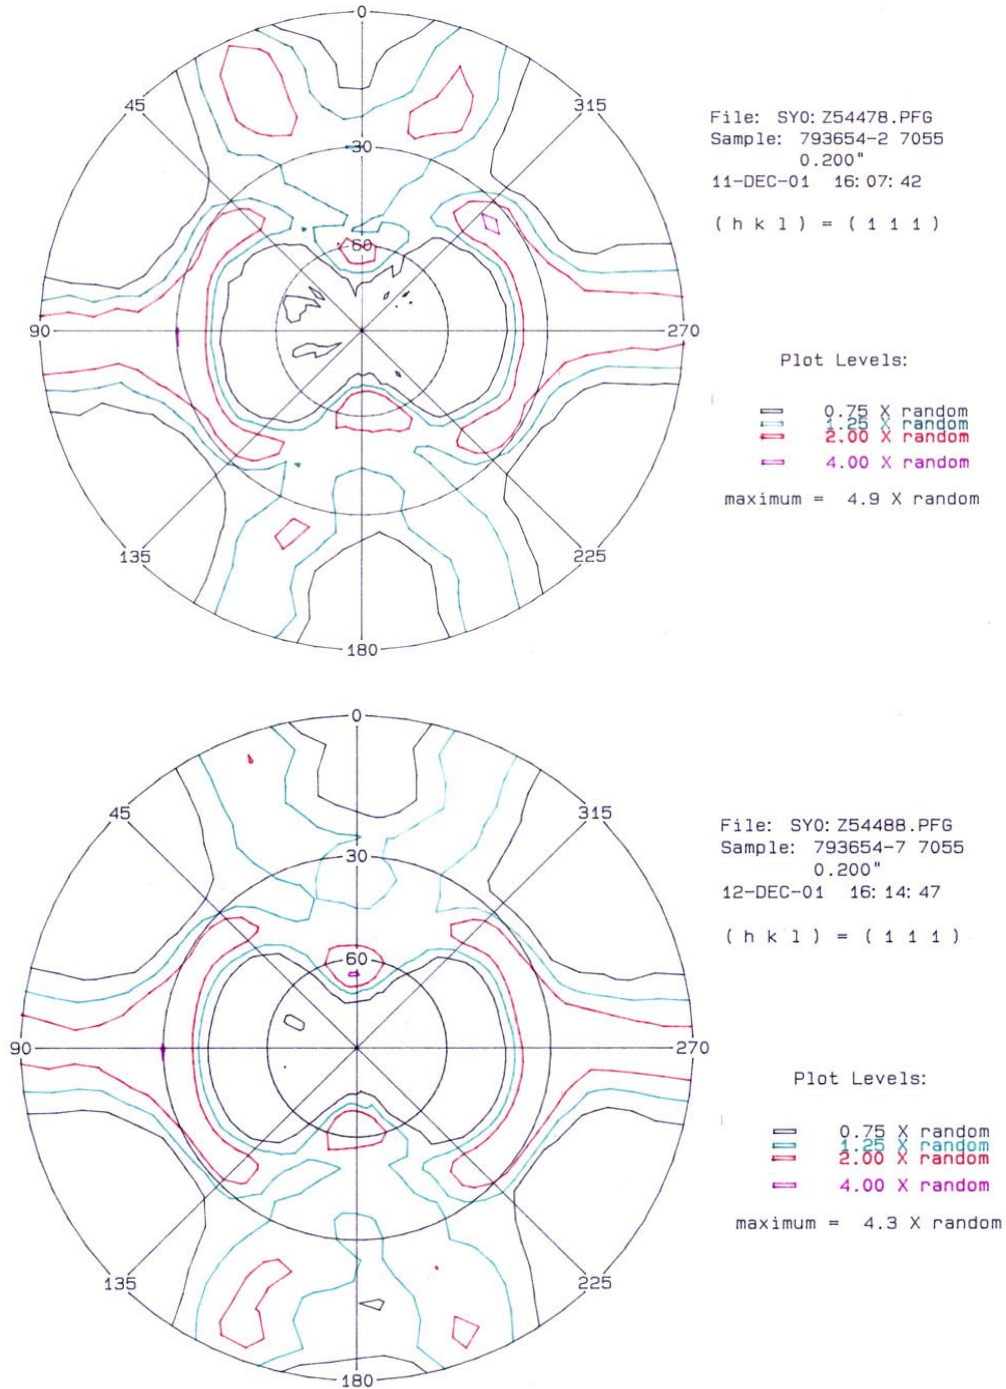 0
45
315
30
60
90
270
135
225
180
File: SY0: Z54478.PFG
Sample: 793654-2 7055
0.200"
11-DEC-01 16: 07: 42
( h k l ) = ( 1 1 1 )
Plot Levels:
0.75 X random
1.25 X random
2.00 X random
4.00 X random
maximum = 4.9 X random
0
45
315
30
60
90
270
135
225
180
File: SY0: Z54488.PFG
Sample: 793654-7 7055
0.200"
12-DEC-01 16: 14: 47
( h k l ) = ( 1 1 1 )
Plot Levels:
0.75 X random
1.25 X random
2.00 X random
4.00 X random
maximum = 4.3 X random